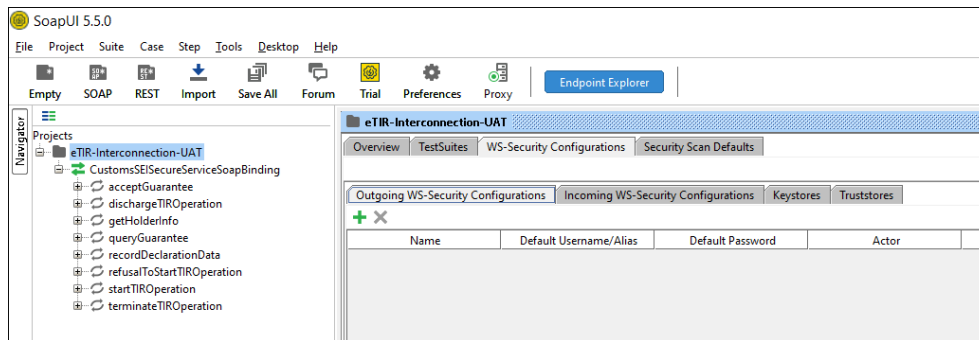 SoapUI 5.5.0
File Project Suite Case Step Tools Desktop Help
Empty SOAP REST Import Save All Forum Trial Preferences Proxy Endpoint Explorer
Navigator
Projects
eTIR-Interconnection-UAT
CustomsSEISecureServiceSoapBinding
acceptGuarantee
dischargeTIROperation
getHolderInfo
queryGuarantee
recordDeclarationData
refusalToStartTIROperation
startTIROperation
terminateTIROperation
eTIR-Interconnection-UAT
Overview TestSuites WS-Security Configurations Security Scan Defaults
Outgoing WS-Security Configurations Incoming WS-Security Configurations Keystores Truststores
Name Default Username/Alias Default Password Actor